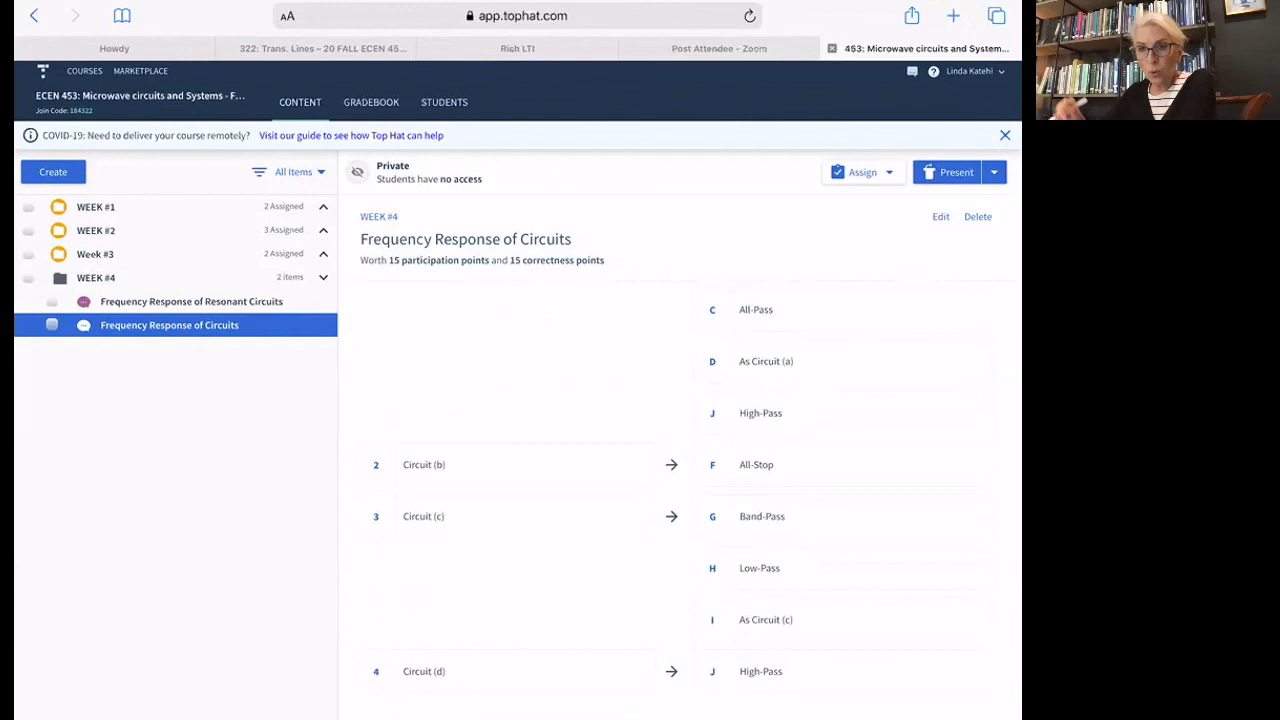 AA app.tophat.com
Howdy 322: Trans. Lines – 20 FALL ECEN 45... Rich LTI Post Attendee - Zoom 453: Microwave circuits and System...
COURSES MARKETPLACE Linda Katehi
ECEN 453: Microwave circuits and Systems - F...
Join Code: 164322
CONTENT GRADEBOOK STUDENTS
COVID-19: Need to deliver your course remotely? Visit our guide to see how Top Hat can help
Create All Items
Private
Students have no access
Assign Present
WEEK #1 2 Assigned
WEEK #2 3 Assigned
Week #3 2 Assigned
WEEK #4 2 items
Frequency Response of Resonant Circuits
Frequency Response of Circuits
WEEK #4 Edit Delete
Frequency Response of Circuits
Worth 15 participation points and 15 correctness points
C All-Pass
D As Circuit (a)
J High-Pass
2 Circuit (b) → F All-Stop
3 Circuit (c) → G Band-Pass
H Low-Pass
I As Circuit (c)
4 Circuit (d) → J High-Pass